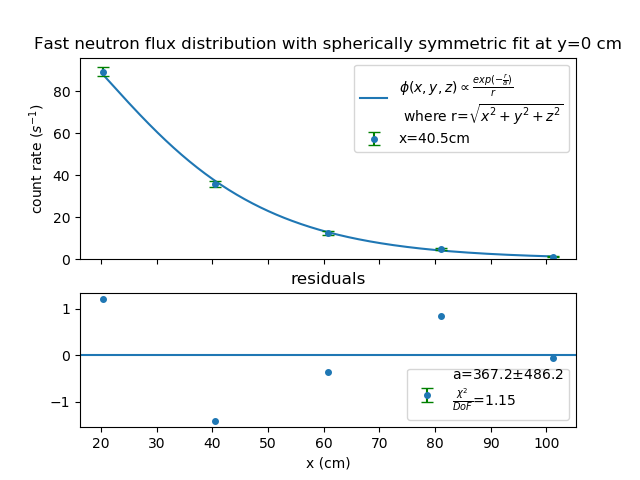 Fast neutron flux distribution with spherically symmetric fit at y=0 cm
count rate (s⁻¹)
80
60
40
20
0
ϕ(x, y, z) ∝ exp(−r/a)/r
where r=√x² + y² + z²
x=40.5cm
residuals
1
0
−1
a=367.2±486.2
χ²/DoF=1.15
20 30 40 50 60 70 80 90 100
x (cm)